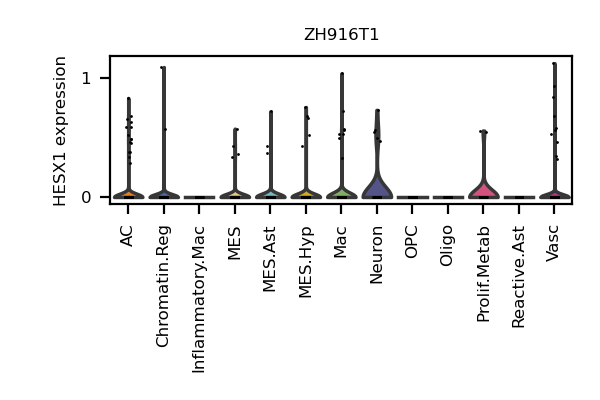 ZH916T1
HESX1 expression
1
0
AC
Chromatin.Reg
Inflammatory.Mac
MES
MES.Ast
MES.Hyp
Mac
Neuron
OPC
Oligo
Prolif.Metab
Reactive.Ast
Vasc